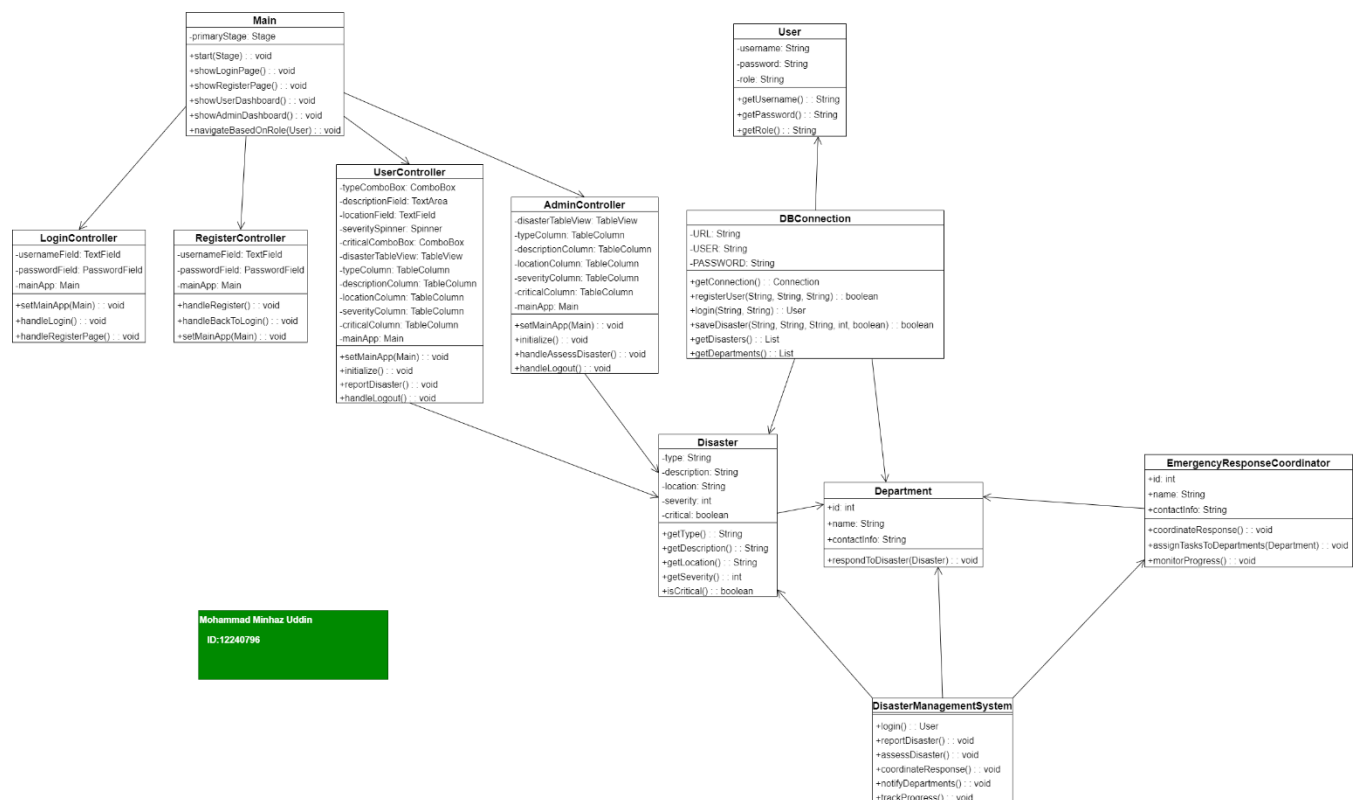 Main
-primaryStage: Stage
+start(Stage) : : void
+showLoginPage() : : void
+showRegisterPage() : : void
+showUserDashboard() : : void
+showAdminDashboard() : : void
+navigateBasedOnRole(User) : : void
User
-username: String
-password: String
-role: String
+getUsername() : : String
+getPassword() : : String
+getRole() : : String
LoginController
-usernameField: TextField
-passwordField: PasswordField
-mainApp: Main
+setMainApp(Main) : : void
+handleLogin() : : void
+handleRegisterPage() : : void
RegisterController
-usernameField: TextField
-passwordField: PasswordField
-mainApp: Main
+handleRegister() : : void
+handleBackToLogin() : : void
+setMainApp(Main) : : void
UserController
-typeComboBox: ComboBox
-descriptionField: TextArea
-locationField: TextField
-severitySpinner: Spinner
-criticalComboBox: ComboBox
-disasterTableView: TableView
-typeColumn: TableColumn
-descriptionColumn: TableColumn
-locationColumn: TableColumn
-severityColumn: TableColumn
-criticalColumn: TableColumn
-mainApp: Main
+setMainApp(Main) : : void
+initialize() : : void
+reportDisaster() : : void
+handleLogout() : : void
AdminController
-disasterTableView: TableView
-typeColumn: TableColumn
-descriptionColumn: TableColumn
-locationColumn: TableColumn
-severityColumn: TableColumn
-criticalColumn: TableColumn
-mainApp: Main
+setMainApp(Main) : : void
+initialize() : : void
+handleAssessDisaster() : : void
+handleLogout() : : void
DBConnection
-URL: String
-USER: String
-PASSWORD: String
+getConnection() : : Connection
+registerUser(String, String, String) : : boolean
+login(String, String) : : User
+saveDisaster(String, String, String, int, boolean) : : boolean
+getDisasters() : : List
+getDepartments() : : List
Disaster
-type: String
-description: String
-location: String
-severity: int
-critical: boolean
+getType() : : String
+getDescription() : : String
+getLocation() : : String
+getSeverity() : : int
+isCritical() : : boolean
Department
+id: int
+name: String
+contactInfo: String
+respondToDisaster(Disaster) : : void
EmergencyResponseCoordinator
+id: int
+name: String
+contactInfo: String
+coordinateResponse() : : void
+assignTasksToDepartments(Department) : : void
+monitorProgress() : : void
Mohammad Minhaz Uddin
ID:12240796
DisasterManagementSystem
+login() : : User
+reportDisaster() : : void
+assessDisaster() : : void
+coordinateResponse() : : void
+notifyDepartments() : : void
+trackProgress() : : void